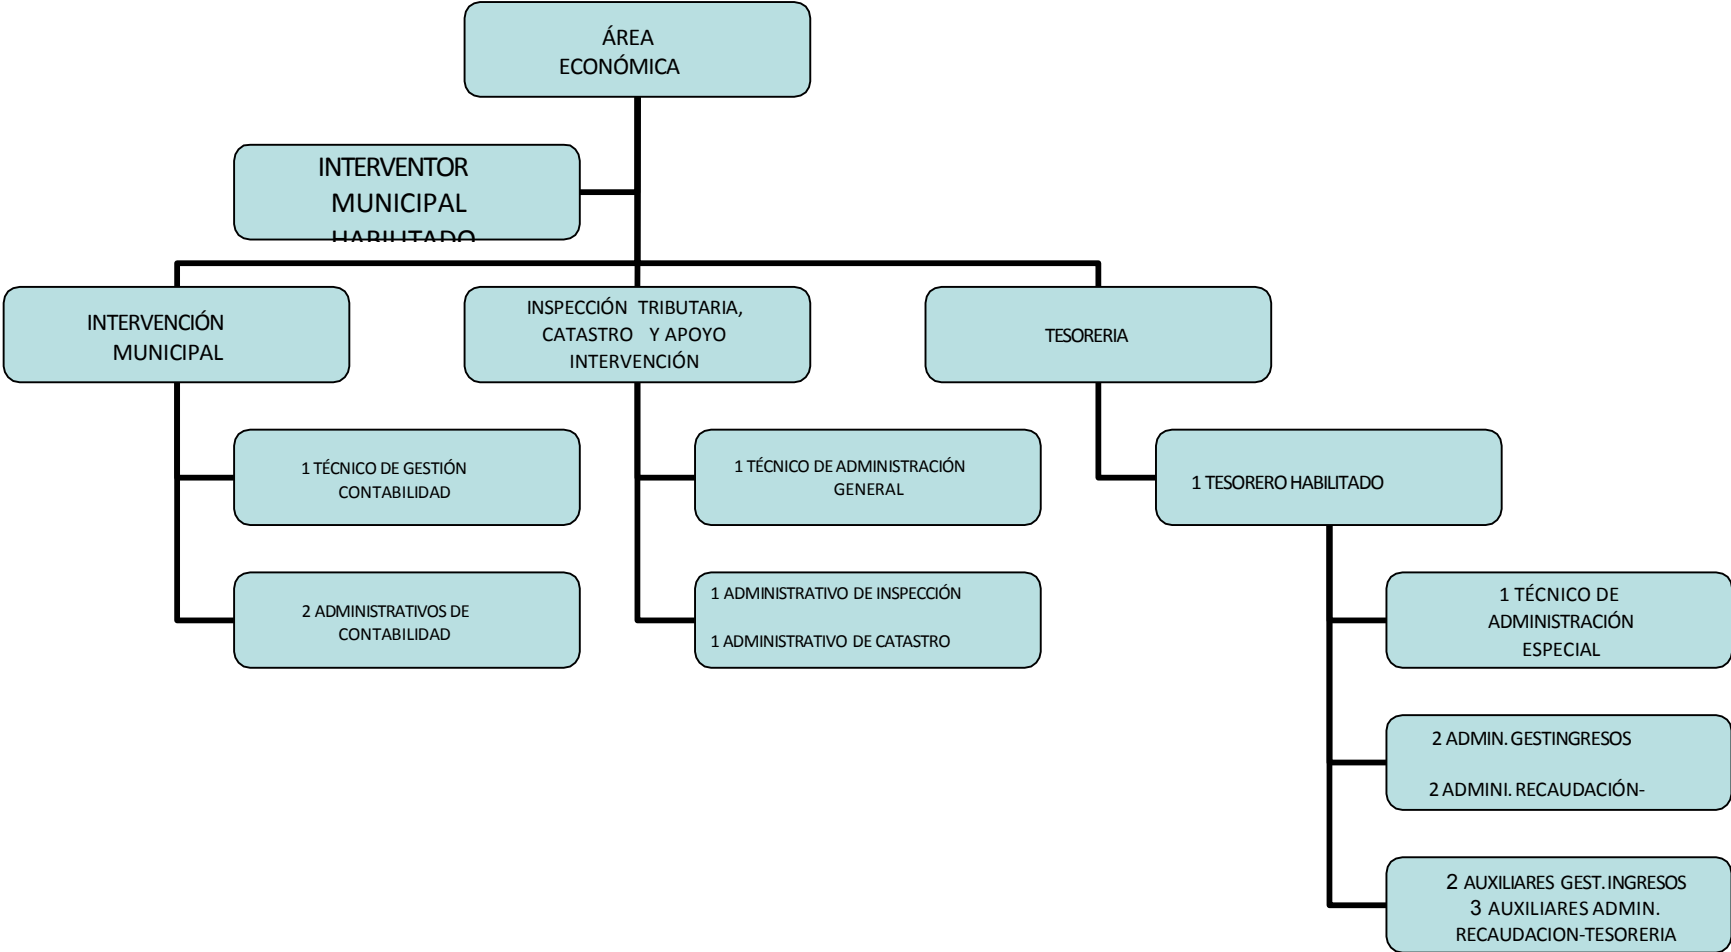 ÁREA
ECONÓMICA
INTERVENTOR
MUNICIPAL
HABILITADO
INTERVENCIÓN
MUNICIPAL
INSPECCIÓN TRIBUTARIA,
CATASTRO Y APOYO
INTERVENCIÓN
TESORERIA
1 TÉCNICO DE GESTIÓN
CONTABILIDAD
1 TÉCNICO DE ADMINISTRACIÓN
GENERAL
1 TESORERO HABILITADO
2 ADMINISTRATIVOS DE
CONTABILIDAD
1 ADMINISTRATIVO DE INSPECCIÓN
1 ADMINISTRATIVO DE CATASTRO
1 TÉCNICO DE
ADMINISTRACIÓN
ESPECIAL
2 ADMIN. GESTINGRESOS
2 ADMINI. RECAUDACIÓN-
2 AUXILIARES GEST. INGRESOS
3 AUXILIARES ADMIN.
RECAUDACION-TESORERIA